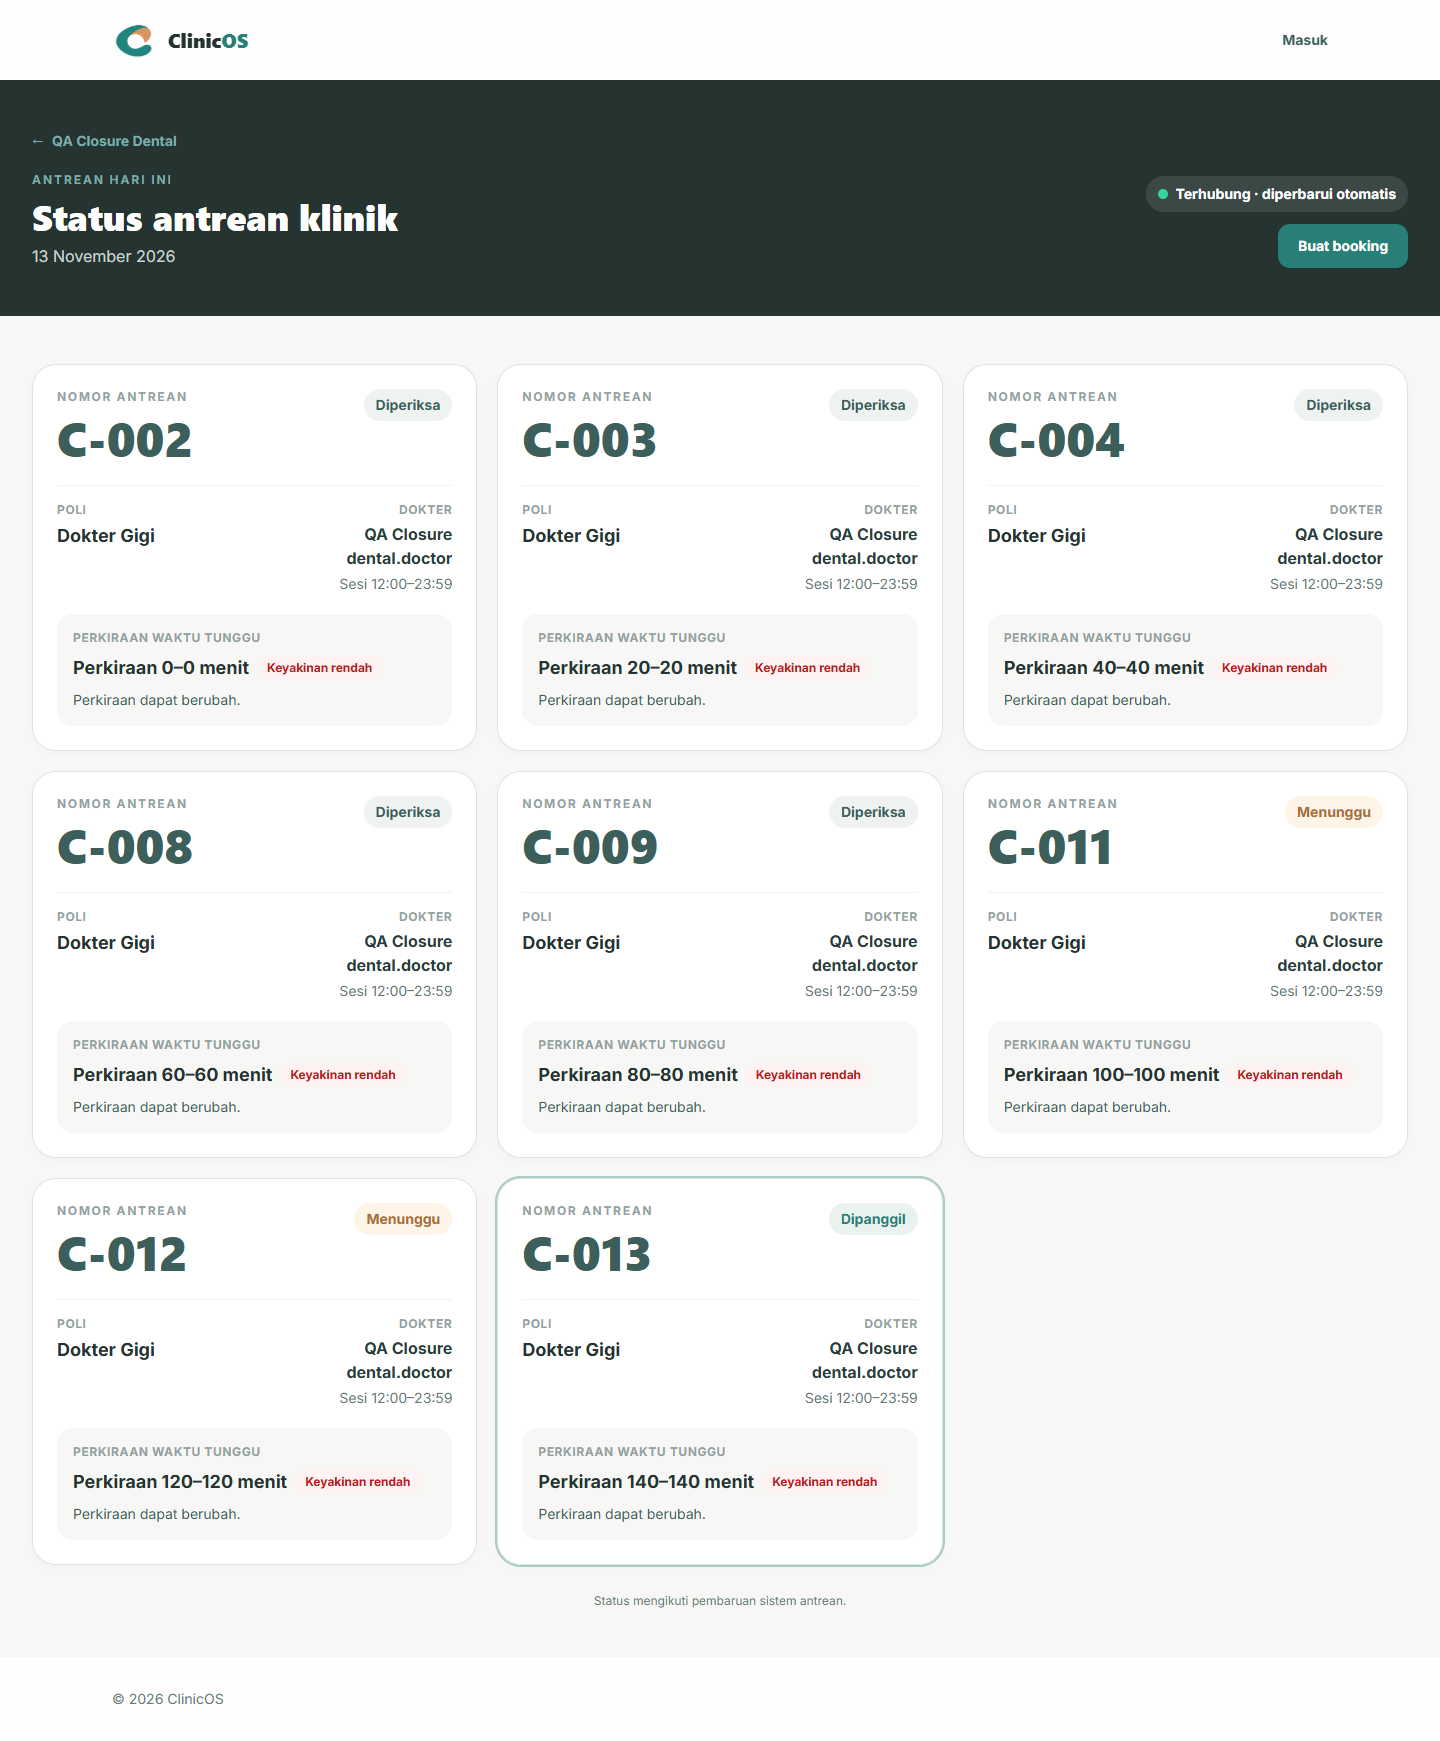 ClinicOS
Masuk
← QA Closure Dental
ANTREAN HARI INI
Status antrean klinik
13 November 2026
Terhubung · diperbarui otomatis
Buat booking
NOMOR ANTREAN
Diperiksa
C-002
POLI
DOKTER
Dokter Gigi
QA Closure
dental.doctor
Sesi 12:00–23:59
PERKIRAAN WAKTU TUNGGU
Perkiraan 0–0 menit Keyakinan rendah
Perkiraan dapat berubah.
NOMOR ANTREAN
Diperiksa
C-003
POLI
DOKTER
Dokter Gigi
QA Closure
dental.doctor
Sesi 12:00–23:59
PERKIRAAN WAKTU TUNGGU
Perkiraan 20–20 menit Keyakinan rendah
Perkiraan dapat berubah.
NOMOR ANTREAN
Diperiksa
C-004
POLI
DOKTER
Dokter Gigi
QA Closure
dental.doctor
Sesi 12:00–23:59
PERKIRAAN WAKTU TUNGGU
Perkiraan 40–40 menit Keyakinan rendah
Perkiraan dapat berubah.
NOMOR ANTREAN
Diperiksa
C-008
POLI
DOKTER
Dokter Gigi
QA Closure
dental.doctor
Sesi 12:00–23:59
PERKIRAAN WAKTU TUNGGU
Perkiraan 60–60 menit Keyakinan rendah
Perkiraan dapat berubah.
NOMOR ANTREAN
Diperiksa
C-009
POLI
DOKTER
Dokter Gigi
QA Closure
dental.doctor
Sesi 12:00–23:59
PERKIRAAN WAKTU TUNGGU
Perkiraan 80–80 menit Keyakinan rendah
Perkiraan dapat berubah.
NOMOR ANTREAN
Menunggu
C-011
POLI
DOKTER
Dokter Gigi
QA Closure
dental.doctor
Sesi 12:00–23:59
PERKIRAAN WAKTU TUNGGU
Perkiraan 100–100 menit Keyakinan rendah
Perkiraan dapat berubah.
NOMOR ANTREAN
Menunggu
C-012
POLI
DOKTER
Dokter Gigi
QA Closure
dental.doctor
Sesi 12:00–23:59
PERKIRAAN WAKTU TUNGGU
Perkiraan 120–120 menit Keyakinan rendah
Perkiraan dapat berubah.
NOMOR ANTREAN
Dipanggil
C-013
POLI
DOKTER
Dokter Gigi
QA Closure
dental.doctor
Sesi 12:00–23:59
PERKIRAAN WAKTU TUNGGU
Perkiraan 140–140 menit Keyakinan rendah
Perkiraan dapat berubah.
Status mengikuti pembaruan sistem antrean.
© 2026 ClinicOS